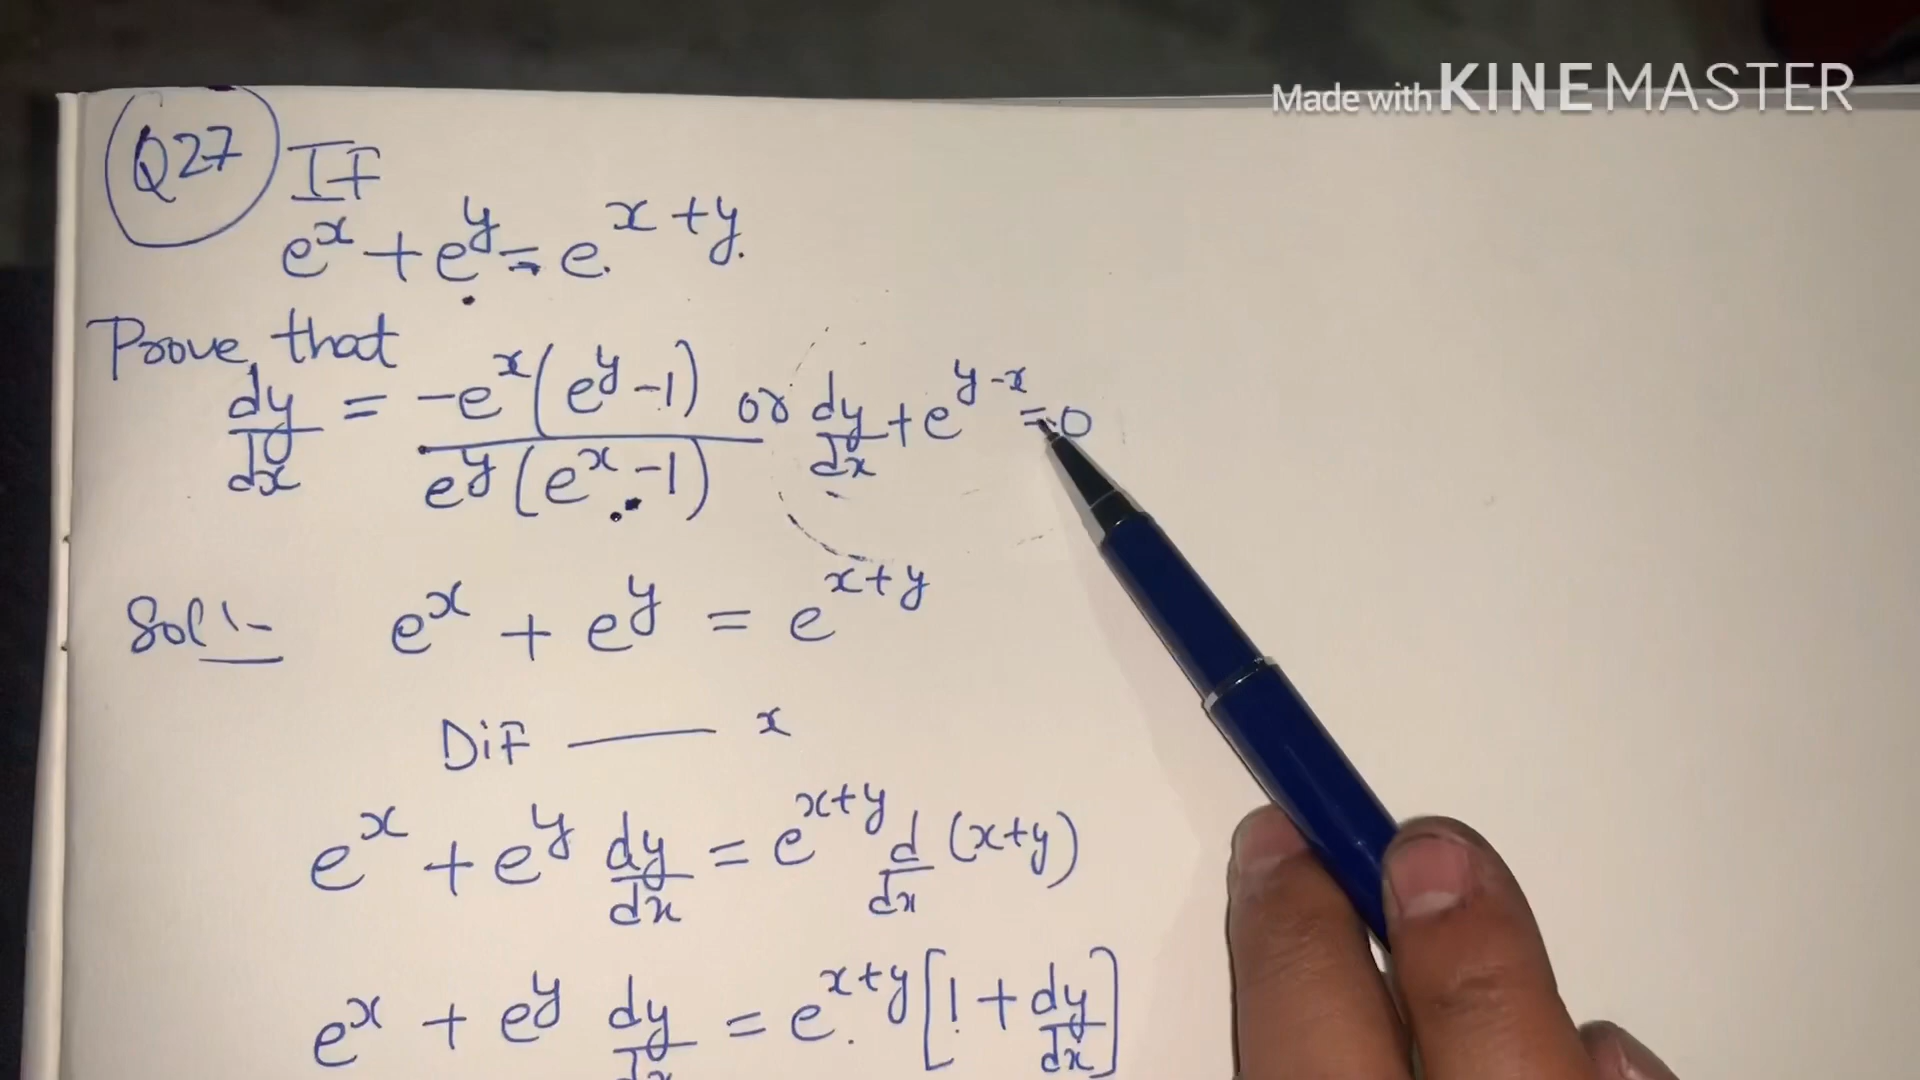 Made with KINEMASTER
Q27 IF
e^x + e^y = e^x+y
Prove that
dy/dx = -e^x(e^y-1)/e^y(e^x-1) or dy/dx + e^y-x = 0
Sol:- e^x + e^y = e^x+y
DiF —— x
e^x + e^y dy/dx = e^x+y d/dx (x+y)
e^x + e^y dy/dx = e^x+y [1 + dy/dx]